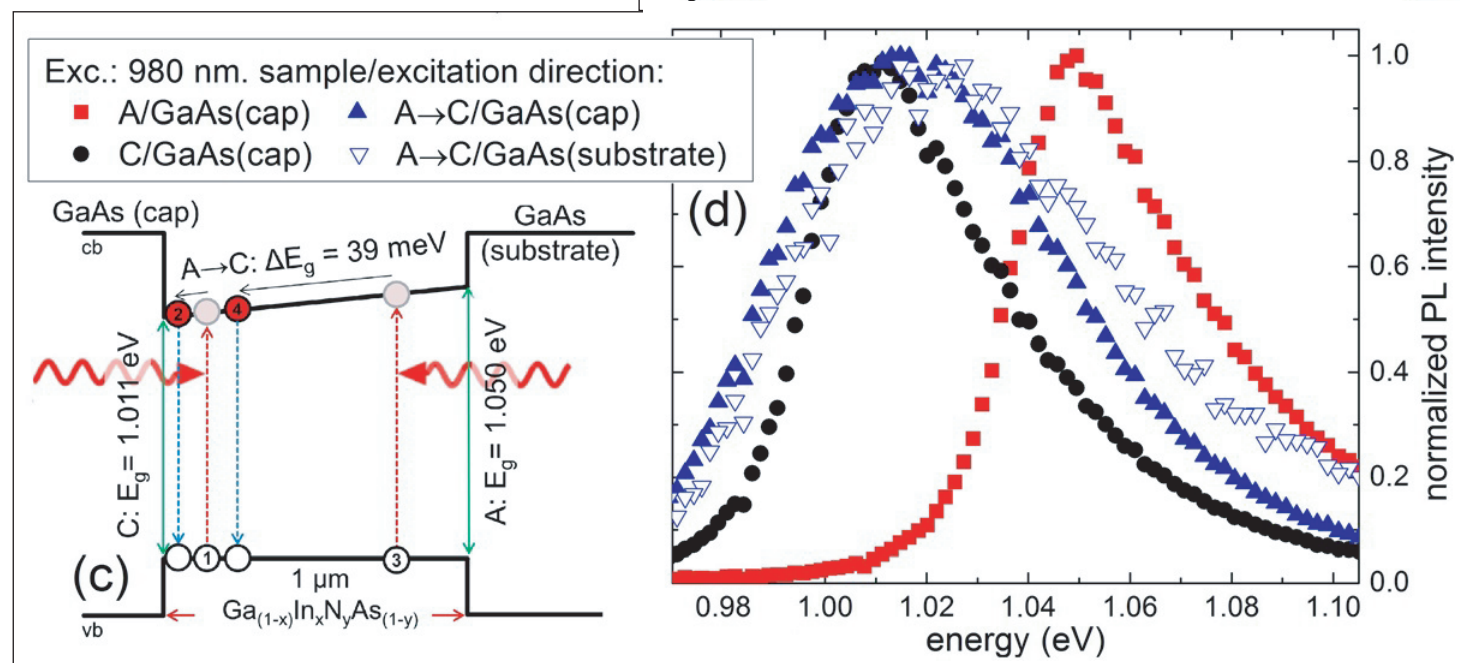 Exc.: 980 nm. sample/excitation direction:
A/GaAs(cap) A→C/GaAs(cap)
C/GaAs(cap) A→C/GaAs(substrate)
GaAs (cap)
GaAs
(substrate)
cb
A→C: ΔEg = 39 meV
2
4
C: Eg= 1.011 eV
A: Eg= 1.050 eV
1
3
(c)
1 μm
Ga(1-x)InxNyAs(1-y)
vb
(d)
1.0
0.8
0.6
0.4
0.2
0.0
normalized PL intensity
0.98 1.00 1.02 1.04 1.06 1.08 1.10
energy (eV)